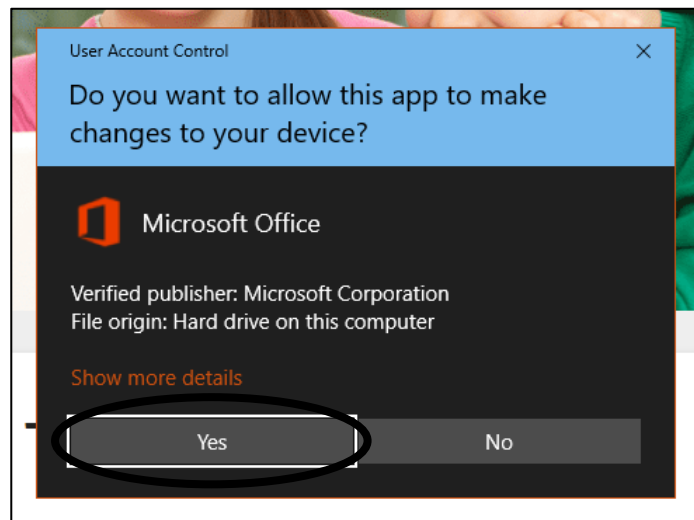 User Account Control
Do you want to allow this app to make
changes to your device?
Microsoft Office
Verified publisher: Microsoft Corporation
File origin: Hard drive on this computer
Show more details
Yes
No